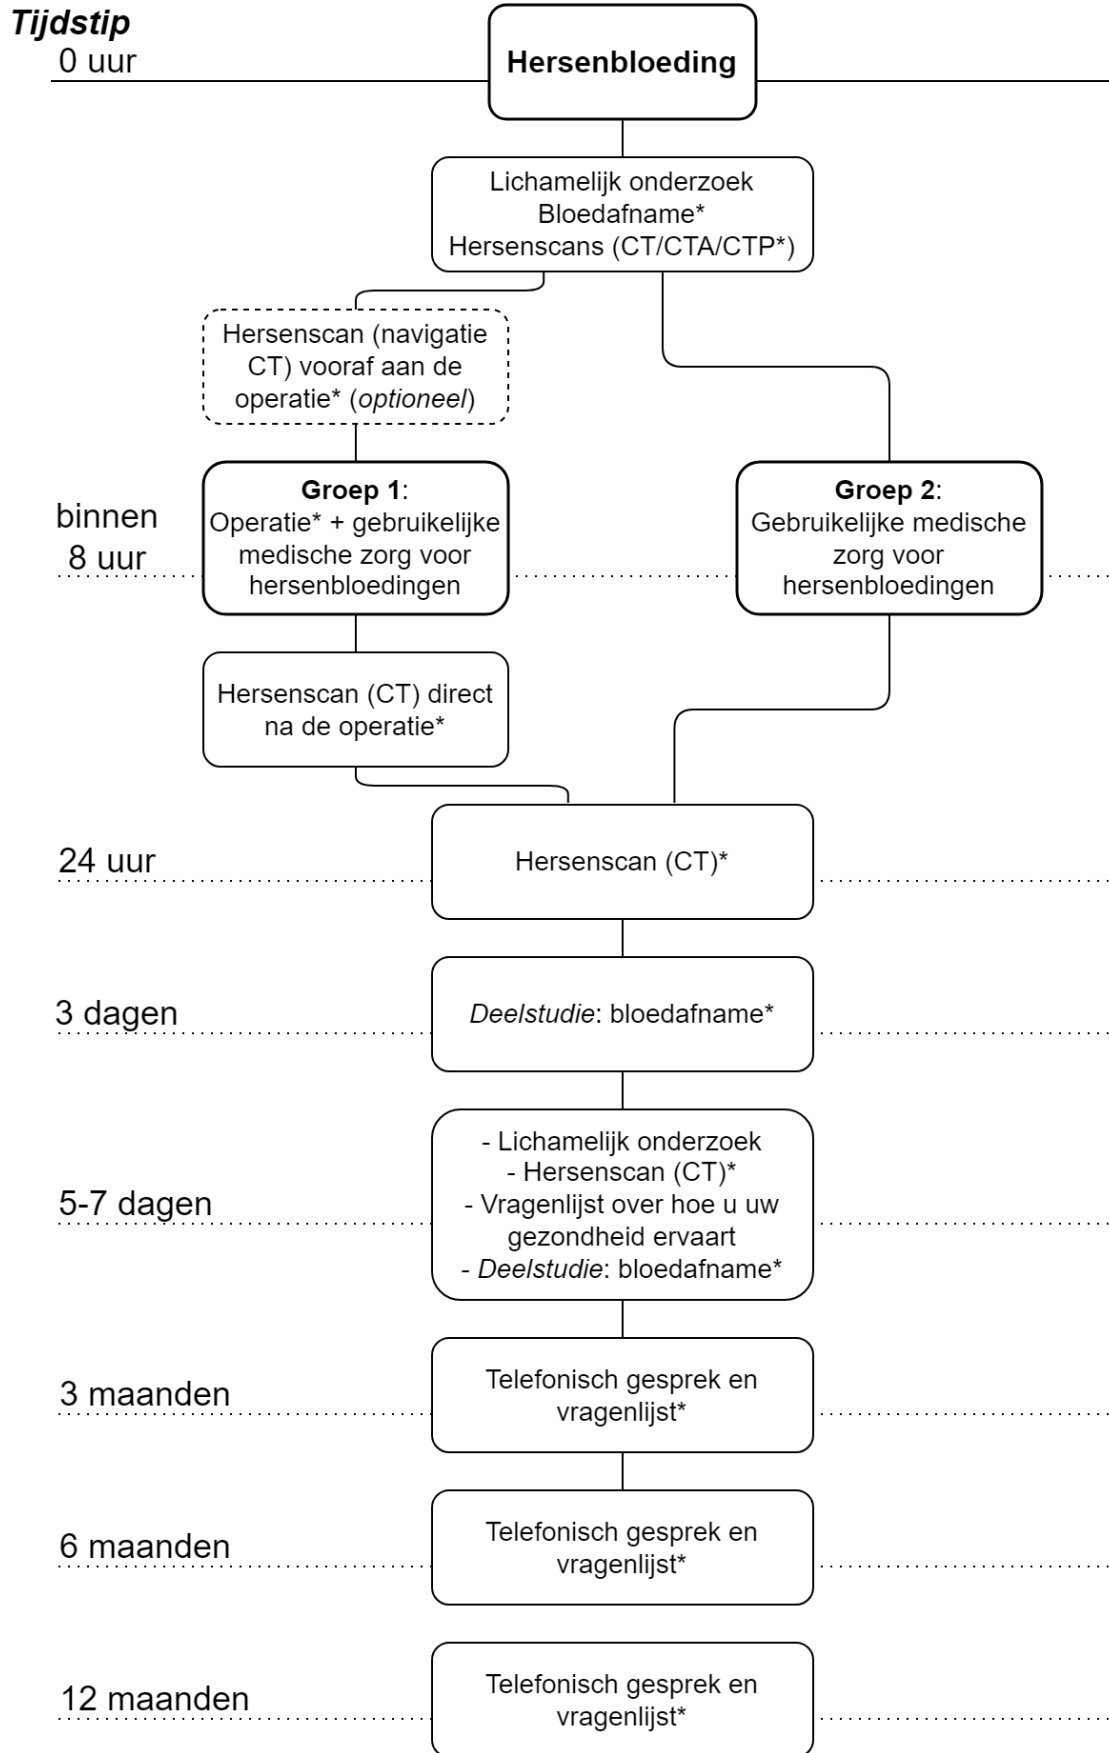 Tijdstip
0 uur
Hersenbloeding
Lichamelijk onderzoek
Bloedafname*
Hersenscans (CT/CTA/CTP*)
Hersenscan (navigatie
CT) vooraf aan de
operatie* (optioneel)
binnen
8 uur
Groep 1:
Operatie* + gebruikelijke
medische zorg voor
hersenbloedingen
Groep 2:
Gebruikelijke medische
zorg voor
hersenbloedingen
Hersenscan (CT) direct
na de operatie*
24 uur
Hersenscan (CT)*
3 dagen
Deelstudie: bloedafname*
5-7 dagen
- Lichamelijk onderzoek
- Hersenscan (CT)*
- Vragenlijst over hoe u uw
gezondheid ervaart
- Deelstudie: bloedafname*
3 maanden
Telefonisch gesprek en
vragenlijst*
6 maanden
Telefonisch gesprek en
vragenlijst*
12 maanden
Telefonisch gesprek en
vragenlijst*